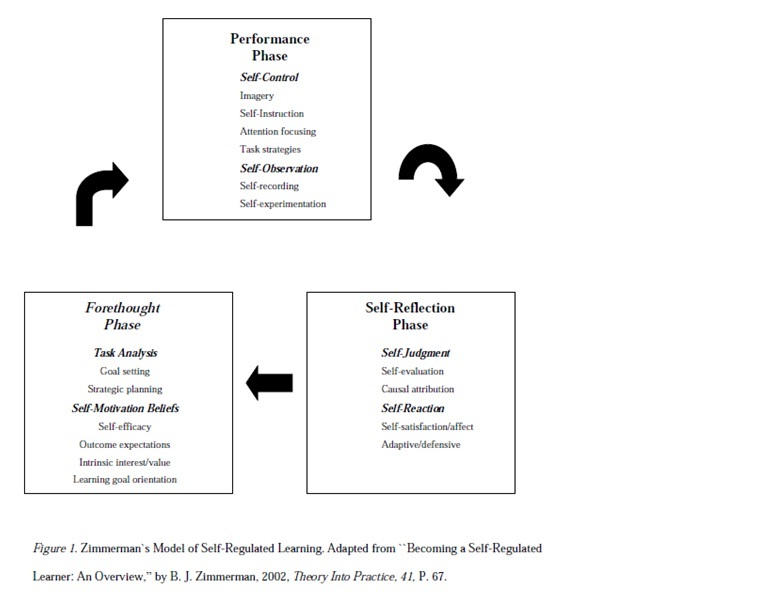 Performance
Phase
Self-Control
Imagery
Self-Instruction
Attention focusing
Task strategies
Self-Observation
Self-recording
Self-experimentation
Forethought
Phase
Task Analysis
Goal setting
Strategic planning
Self-Motivation Beliefs
Self-efficacy
Outcome expectations
Intrinsic interest/value
Learning goal orientation
Self-Reflection
Phase
Self-Judgment
Self-evaluation
Causal attribution
Self-Reaction
Self-satisfaction/affect
Adaptive/defensive
Figure 1. Zimmerman`s Model of Self-Regulated Learning. Adapted from ``Becoming a Self-Regulated
Learner: An Overview,” by B. J. Zimmerman, 2002, Theory Into Practice, 41, P. 67.